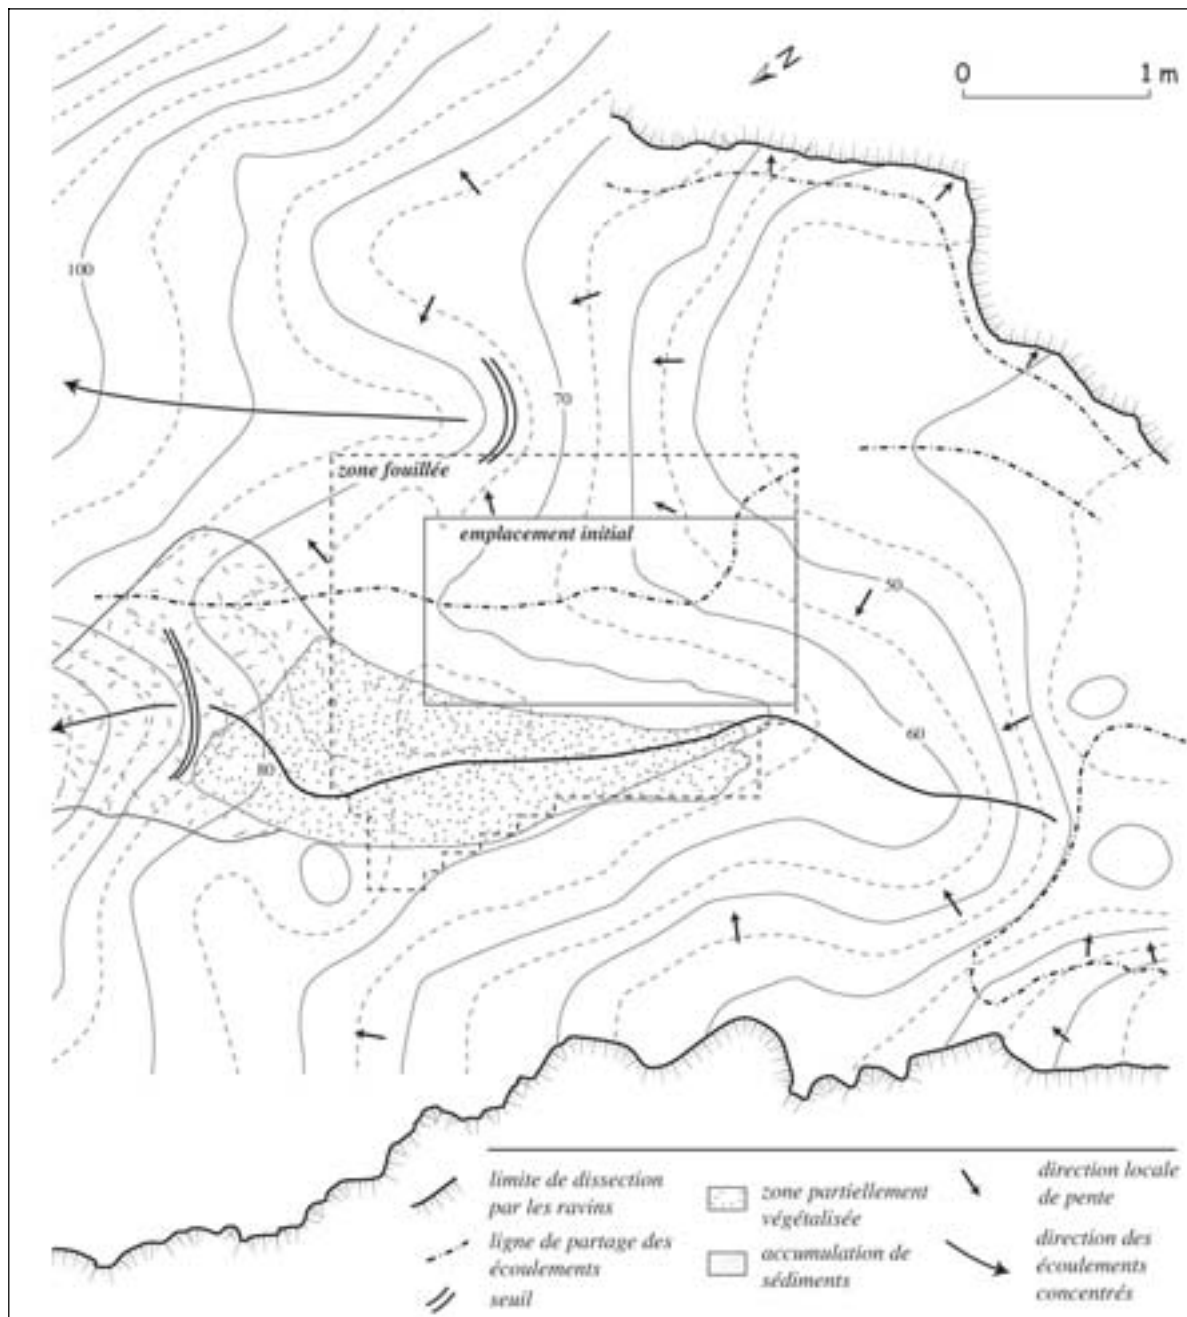 N
0 1 m
100
70
zone fouillée
emplacement initial
50
60
80
limite de dissection
par les ravins
ligne de partage des
écoulements
seuil
zone partiellement
végétalisée
accumulation de
sédiments
direction locale
de pente
direction des
écoulements
concentrés